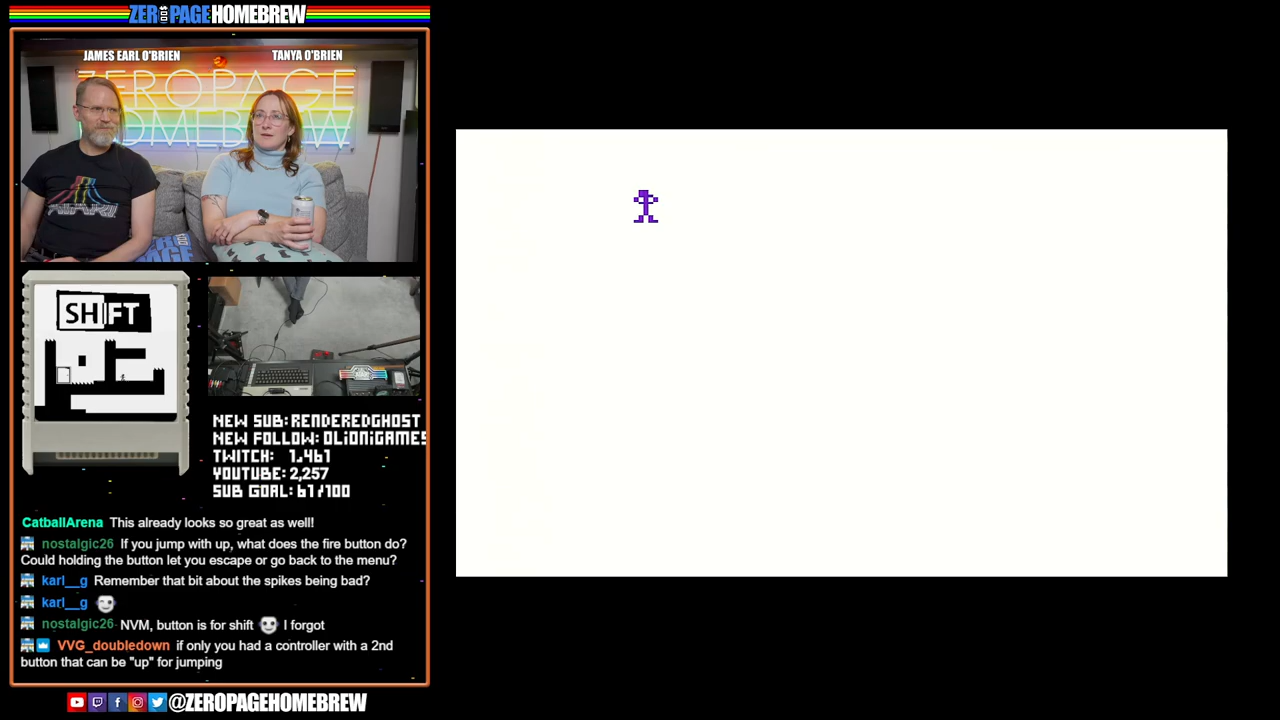 ZEROPAGE HOMEBREW
JAMES EARL O'BRIEN
TANYA O'BRIEN
ZEROPAGE
HOMEBREW
ATARI
SHIFT
NEW SUB: RENDEREDGHOST
NEW FOLLOW: OLIONIGAMES
TWITCH: 1,461
YOUTUBE: 2,257
SUB GOAL: 61/100
CatballArena This already looks so great as well!
nostalgic26 If you jump with up, what does the fire button do?
Could holding the button let you escape or go back to the menu?
karl__g Remember that bit about the spikes being bad?
karl__g
nostalgic26 NVM, button is for shift I forgot
VVG_doubledown if only you had a controller with a 2nd
button that can be "up" for jumping
@ZEROPAGEHOMEBREW